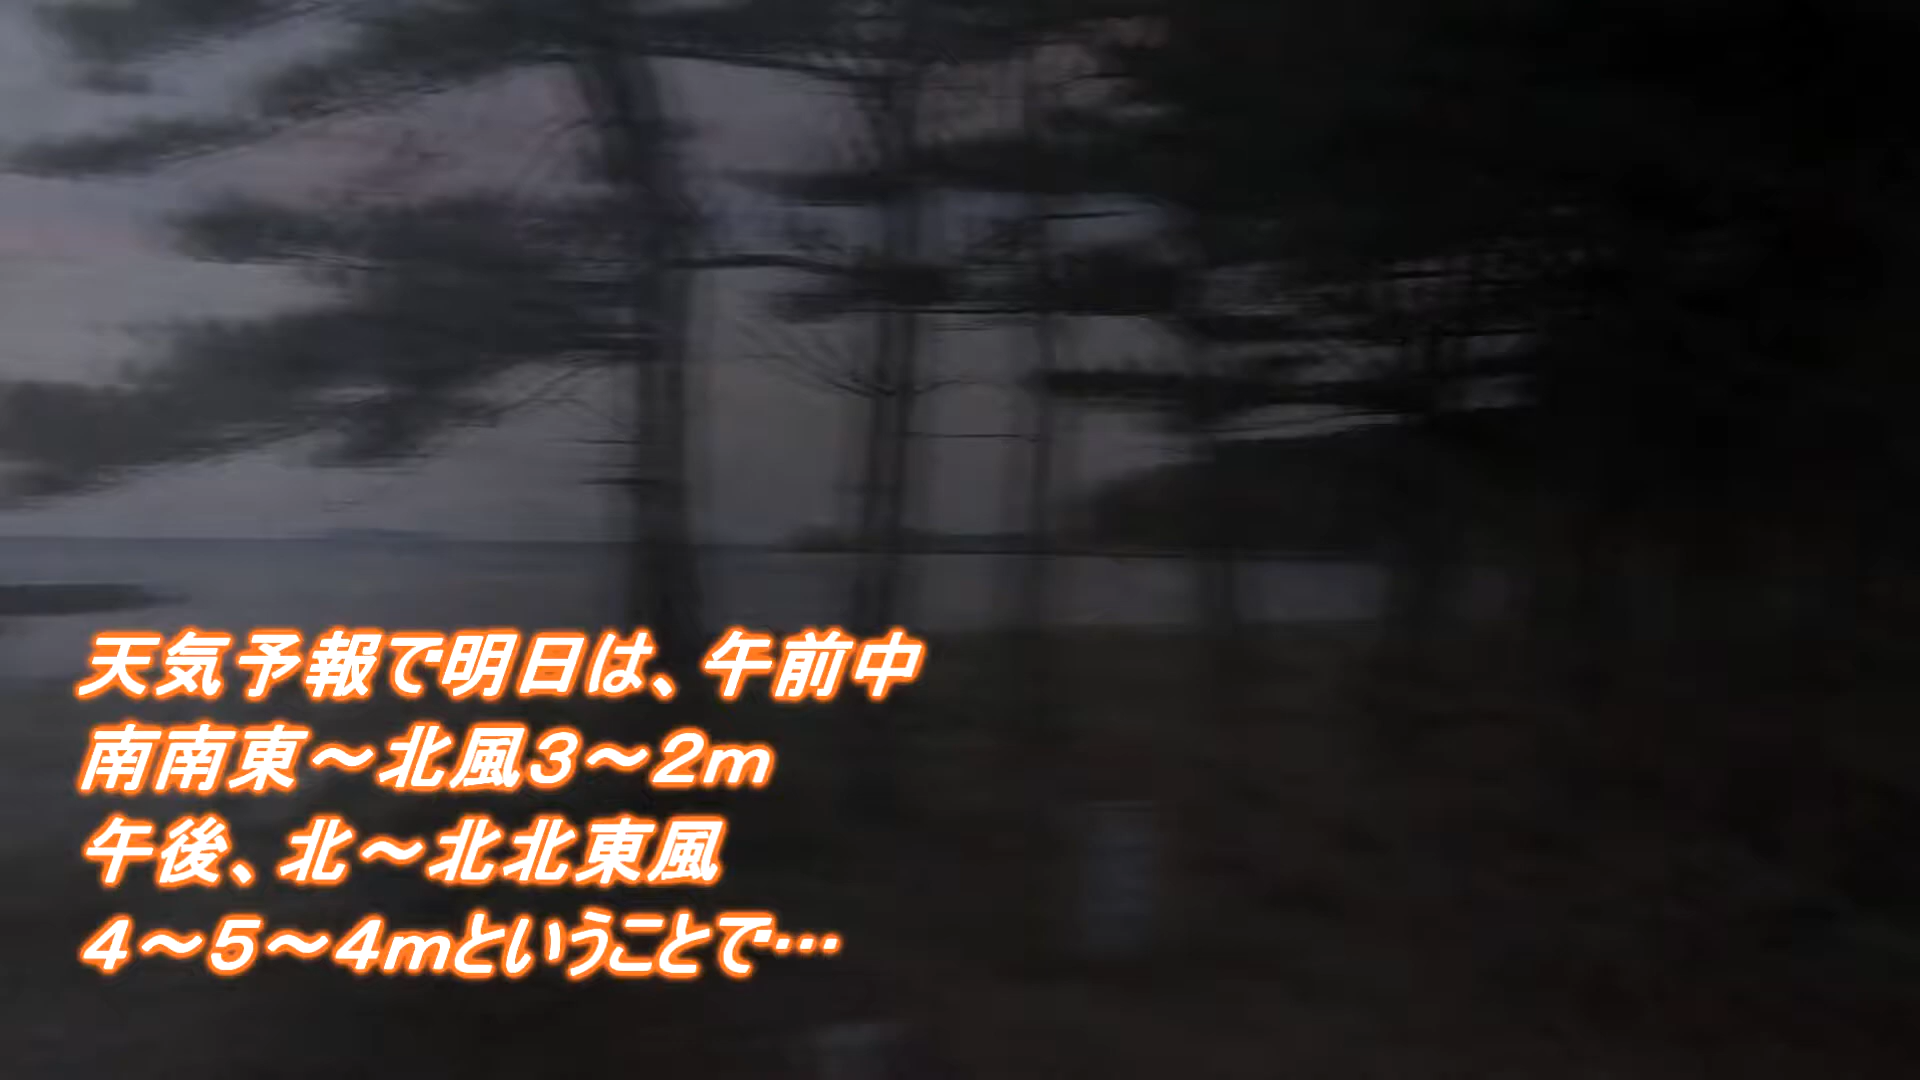 天気予報で明日は、午前中
南南東～北風３～２ｍ
午後、北～北北東風
４～５～４ｍということで…